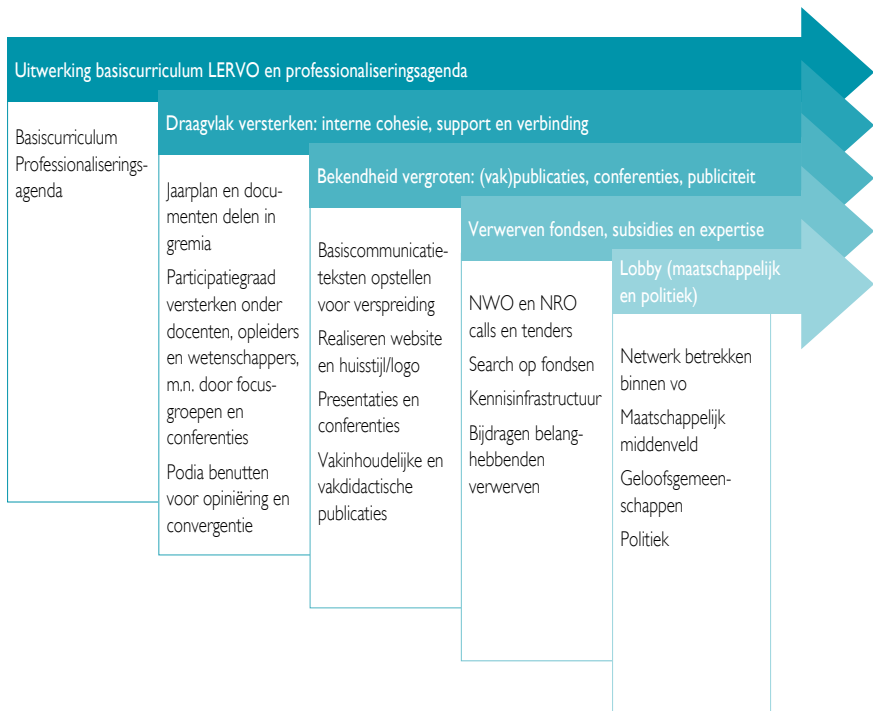 Uitwerking basiscurriculum LERVO en professionaliseringsagenda
Basiscurriculum
Professionaliserings-
agenda
Draagvlak versterken: interne cohesie, support en verbinding
Jaarplan en docu-
menten delen in
gremia
Participatiegraad
versterken onder
docenten, opleiders
en wetenschappers,
m.n. door focus-
groepen en
conferenties
Podia benutten
voor opiniëring en
convergentie
Bekendheid vergroten: (vak)publicaties, conferenties, publiciteit
Basiscommunicatie-
teksten opstellen
voor verspreiding
Realiseren website
en huisstijl/logo
Presentaties en
conferenties
Vakinhoudelijke en
vakdidactische
publicaties
Verwerven fondsen, subsidies en expertise
NWO en NRO
calls en tenders
Search op fondsen
Kennisinfrastructuur
Bijdragen belang-
hebbenden
verwerven
Lobby (maatschappelijk
en politiek)
Netwerk betrekken
binnen vo
Maatschappelijk
middenveld
Geloofsgemeen-
schappen
Politiek